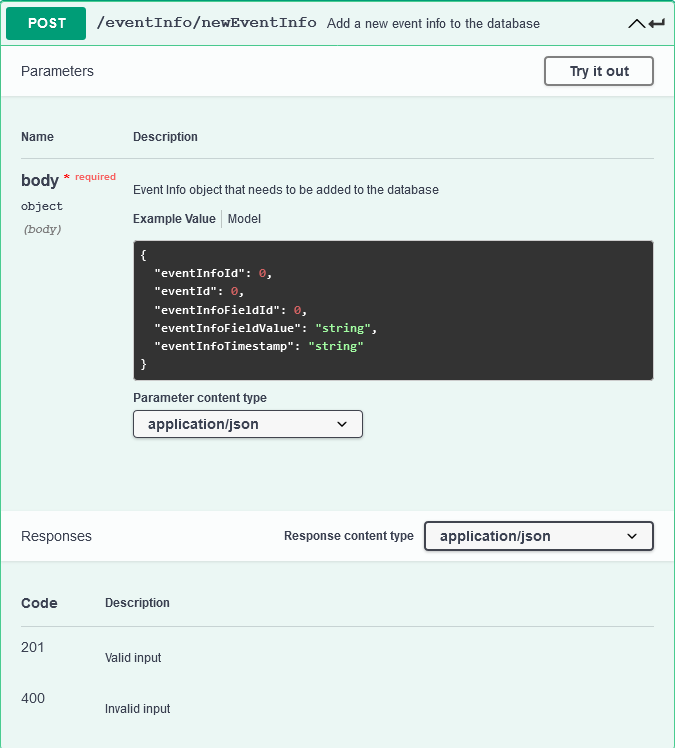 POST /eventInfo/newEventInfo Add a new event info to the database
Parameters Try it out
Name Description
body * required
Event Info object that needs to be added to the database
object
(body)
Example Value Model
{
"eventInfoId": 0,
"eventId": 0,
"eventInfoFieldId": 0,
"eventInfoFieldValue": "string",
"eventInfoTimestamp": "string"
}
Parameter content type
application/json
Responses Response content type application/json
Code Description
201 Valid input
400 Invalid input